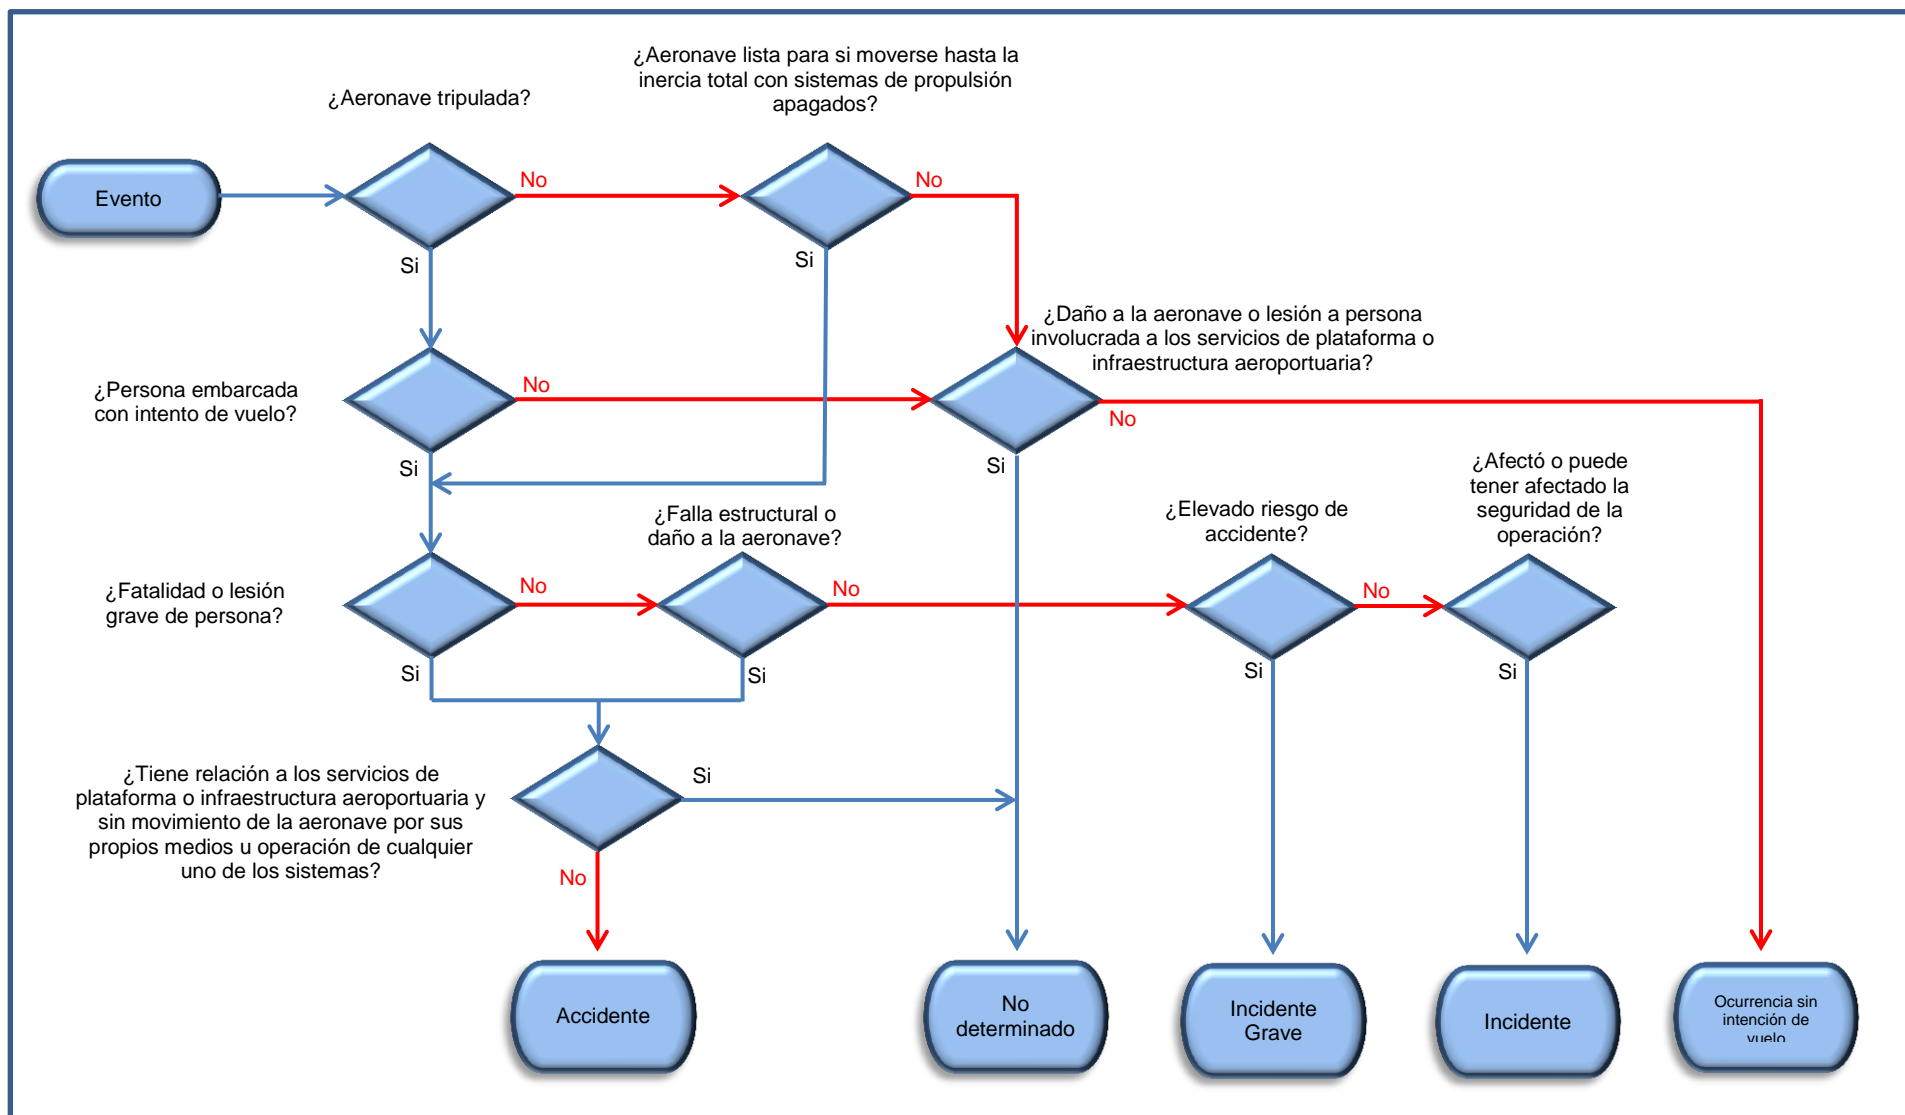 ¿Aeronave lista para si moverse hasta la
inercia total con sistemas de propulsión
apagados?
¿Aeronave tripulada?
Evento
No
No
Si
Si
¿Daño a la aeronave o lesión a persona
involucrada a los servicios de plataforma o
infraestructura aeroportuaria?
¿Persona embarcada
con intento de vuelo?
No
No
Si
Si
¿Afectó o puede
tener afectado la
seguridad de la
operación?
¿Falla estructural o
daño a la aeronave?
¿Elevado riesgo de
accidente?
¿Fatalidad o lesión
grave de persona?
No
No
No
Si
Si
Si
Si
¿Tiene relación a los servicios de
plataforma o infraestructura aeroportuaria y
sin movimiento de la aeronave por sus
propios medios u operación de cualquier
uno de los sistemas?
Si
No
Accidente
No
determinado
Incidente
Grave
Incidente
Ocurrencia sin
intención de
vuelo